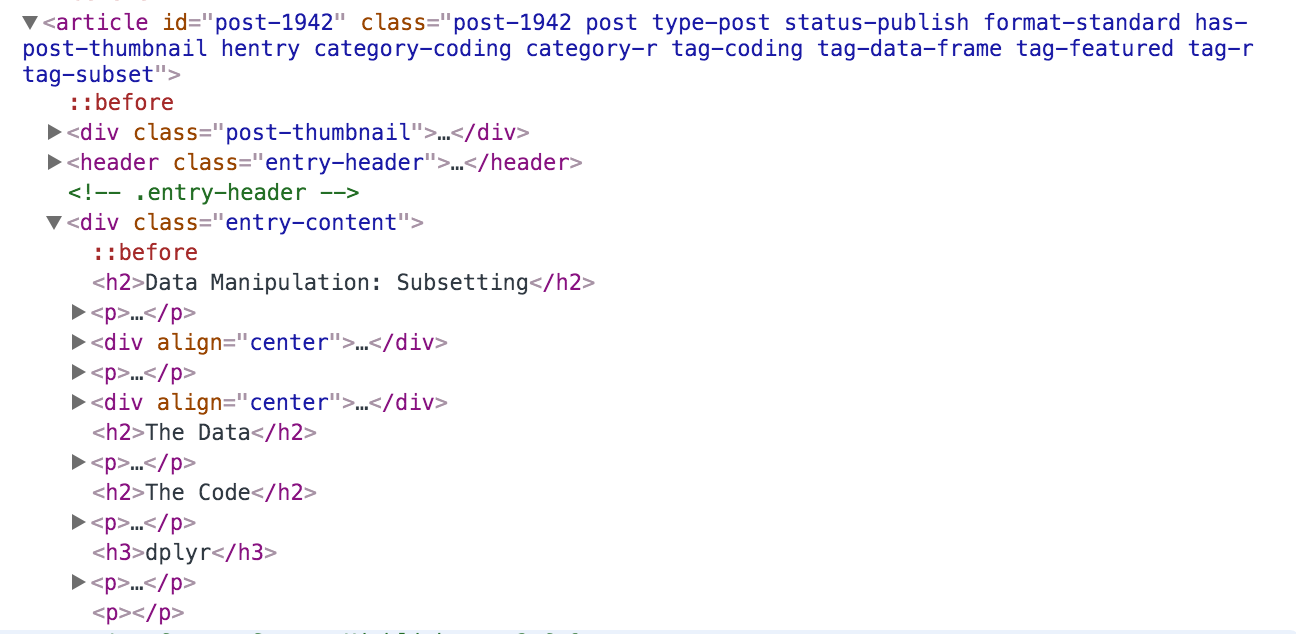 ▼<article id="post-1942" class="post-1942 post type-post status-publish format-standard has-
post-thumbnail hentry category-coding category-r tag-coding tag-data-frame tag-featured tag-r
tag-subset">
::before
▶<div class="post-thumbnail">…</div>
▶<header class="entry-header">…</header>
<!-- .entry-header -->
▼<div class="entry-content">
::before
<h2>Data Manipulation: Subsetting</h2>
▶<p>…</p>
▶<div align="center">…</div>
▶<p>…</p>
▶<div align="center">…</div>
<h2>The Data</h2>
▶<p>…</p>
<h2>The Code</h2>
▶<p>…</p>
<h3>dplyr</h3>
▶<p>…</p>
<p></p>